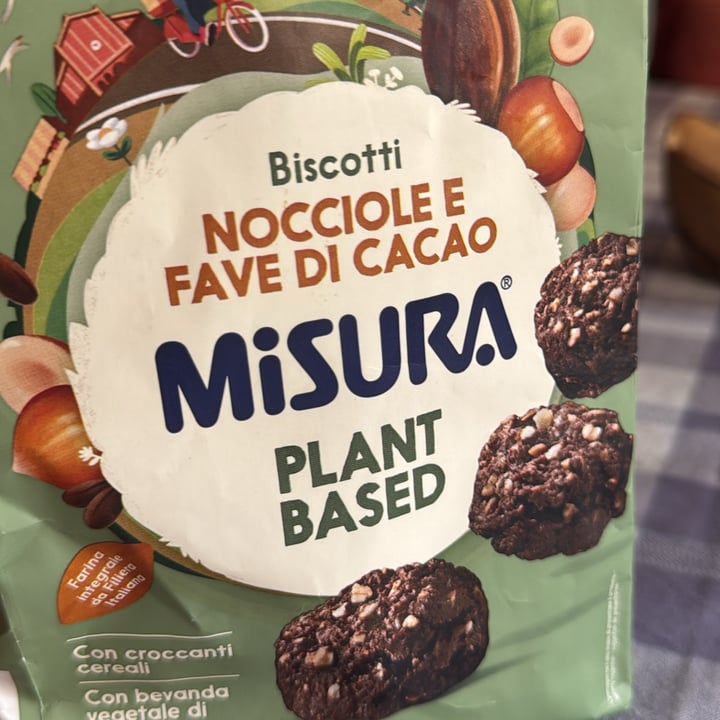 Biscotti
NOCCIOLE E
FAVE DI CACAO
MiSURA®
PLANT
BASED
Farina
integrale
da Filiera
Italiana
Con croccanti
cereali
Con bevanda
vegetale di